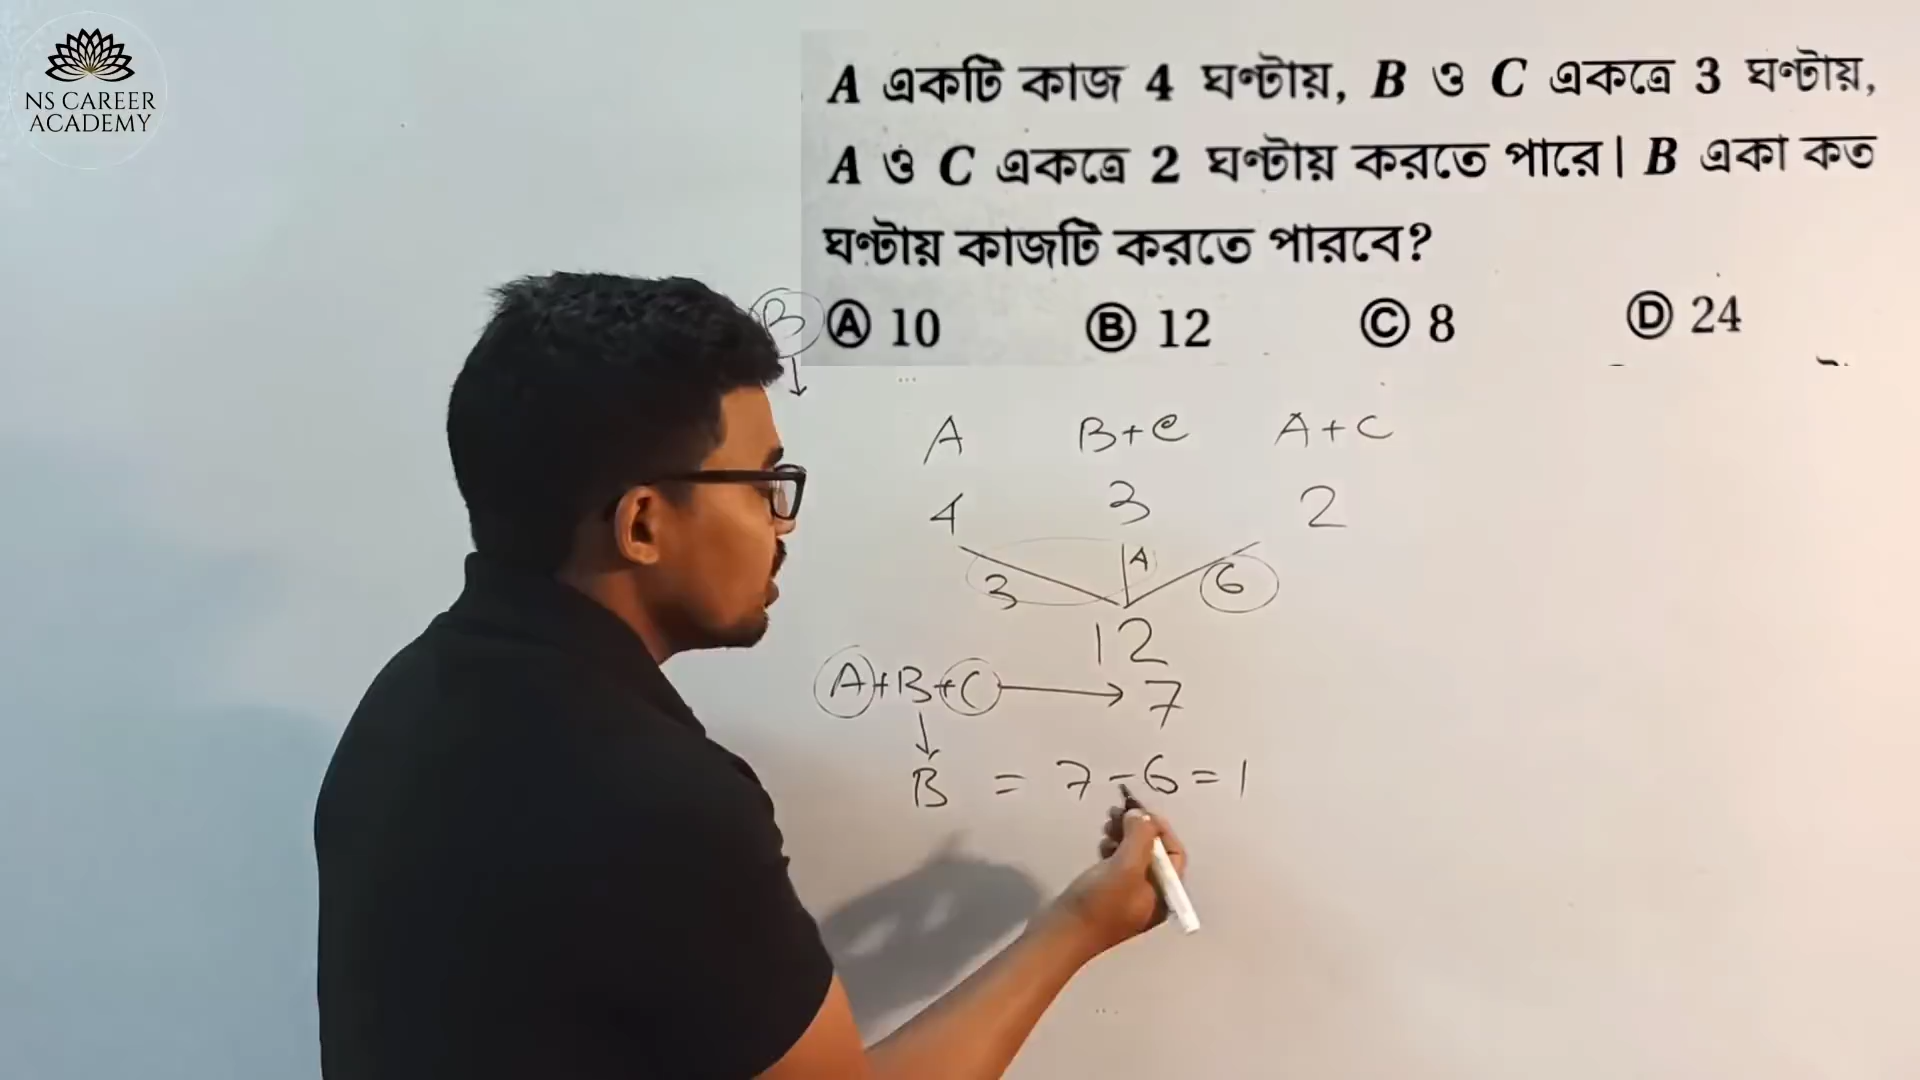 NS CAREER
ACADEMY
A একটি কাজ 4 ঘণ্টায়, B ও C একত্রে 3 ঘণ্টায়,
A ও C একত্রে 2 ঘণ্টায় করতে পারে। B একা কত
ঘণ্টায় কাজটি করতে পারবে?
Ⓐ 10 Ⓑ 12 Ⓒ 8 Ⓓ 24
B
A B+C A+C
4 3 2
3 4 6
12
A+B+C → 7
B = 7-6=1